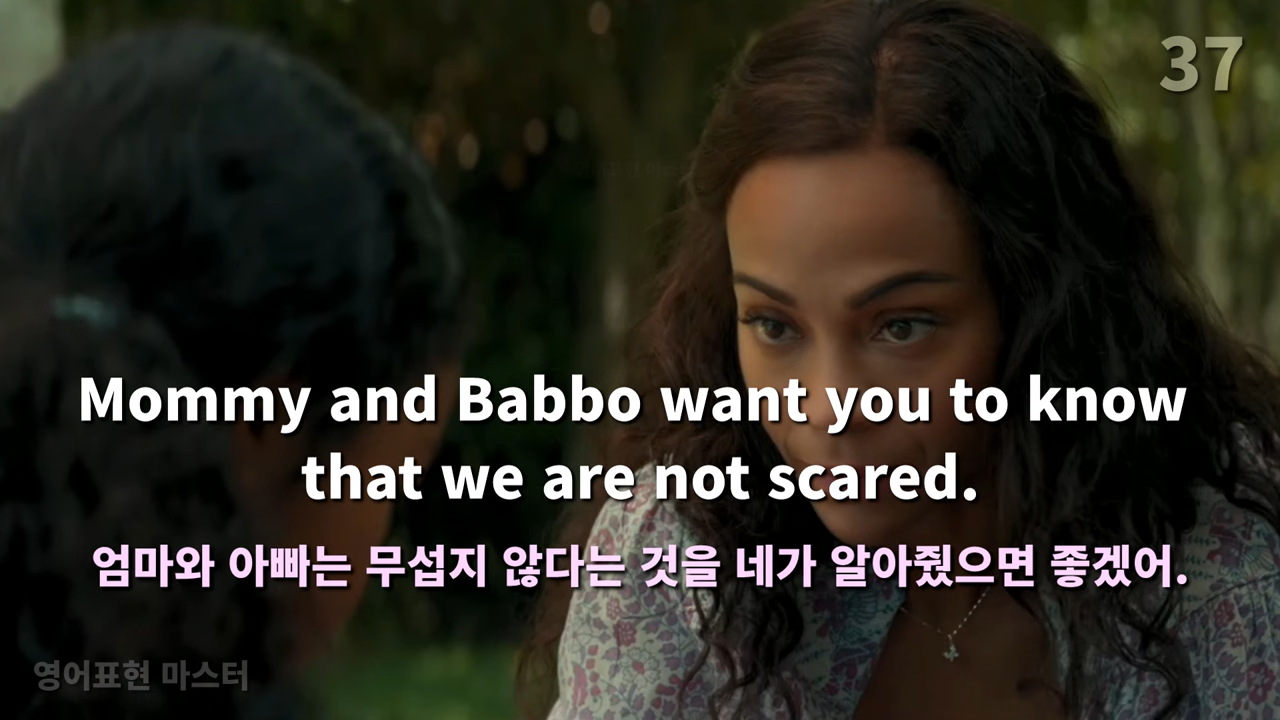 37
Mommy and Babbo want you to know
that we are not scared.
엄마와 아빠는 무섭지 않다는 것을 네가 알아줬으면 좋겠어.
영어표현 마스터